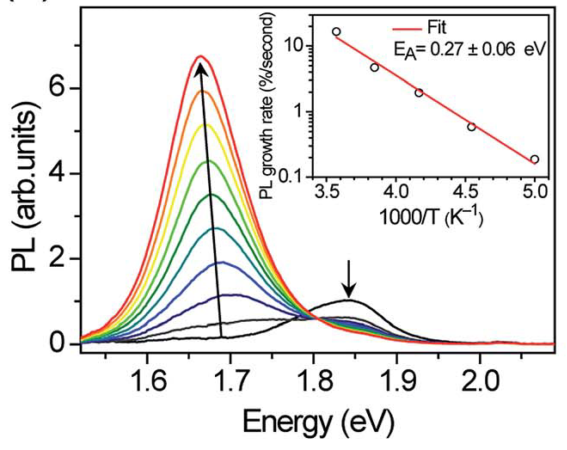 PL (arb.units)
6
4
2
0
1.6 1.7 1.8 1.9 2.0
Energy (eV)
PL growth rate (%/second)
10
1
0.1
3.5 4.0 4.5 5.0
1000/T (K⁻¹)
Fit
E_A= 0.27 ± 0.06 eV